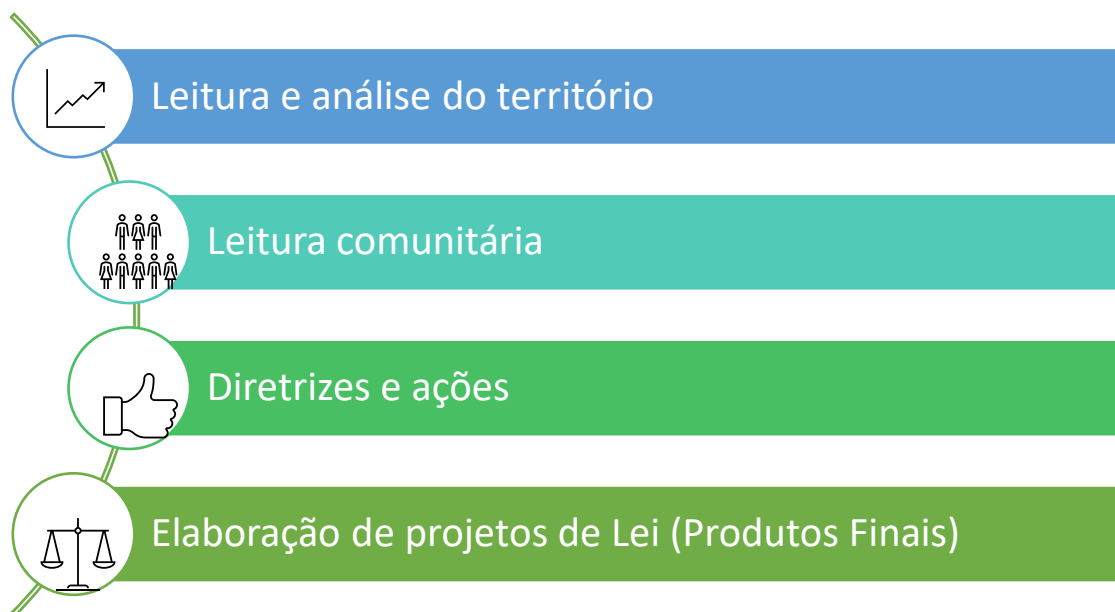 Leitura e análise do território
Leitura comunitária
Diretrizes e ações
Elaboração de projetos de Lei (Produtos Finais)